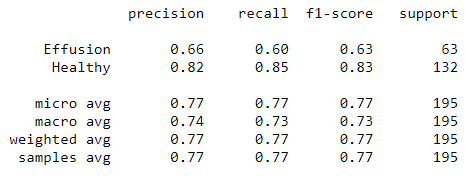 precision recall f1-score support
Effusion 0.66 0.60 0.63 63
Healthy 0.82 0.85 0.83 132
micro avg 0.77 0.77 0.77 195
macro avg 0.74 0.73 0.73 195
weighted avg 0.77 0.77 0.77 195
samples avg 0.77 0.77 0.77 195